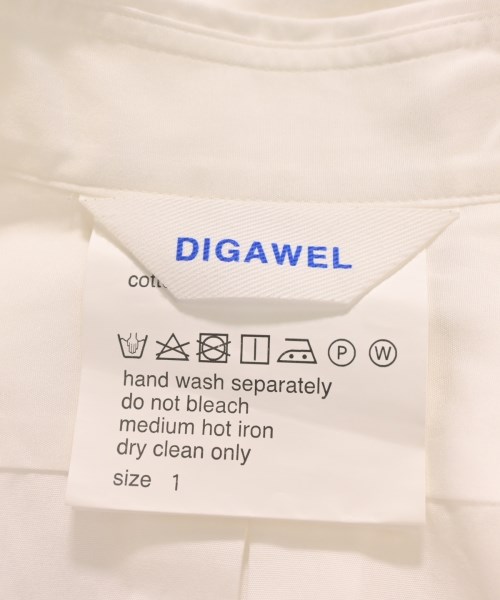 DIGAWEL
P W
hand wash separately
do not bleach
medium hot iron
dry clean only
size 1